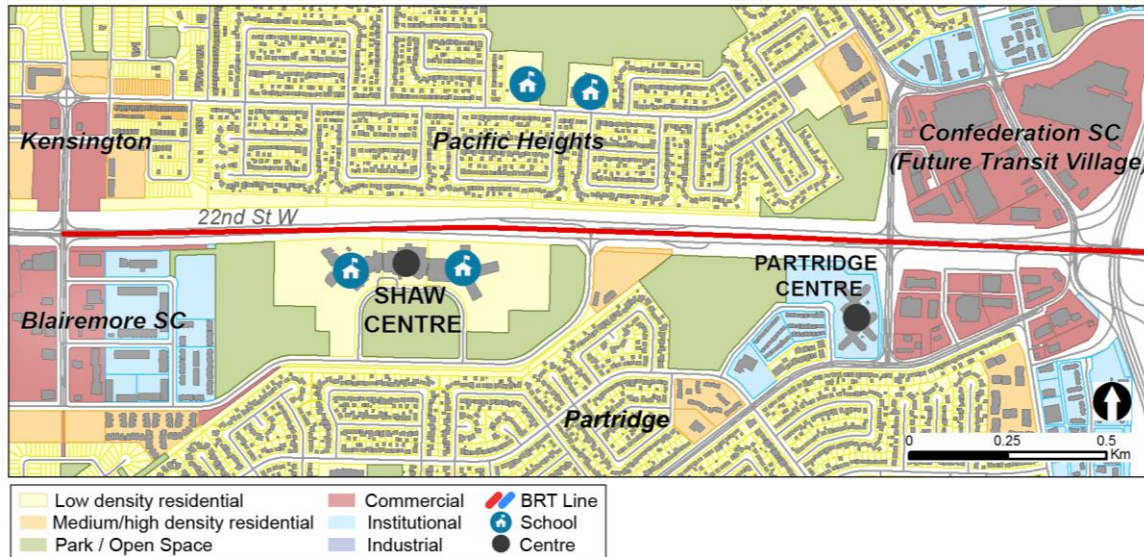 Kensington
Pacific Heights
Confederation SC
(Future Transit Village)
22nd St W
Blairemore SC
SHAW
CENTRE
PARTRIDGE
CENTRE
Partridge
0 0.25 0.5
Km
Low density residential
Medium/high density residential
Park / Open Space
Commercial
Institutional
Industrial
BRT Line
School
Centre